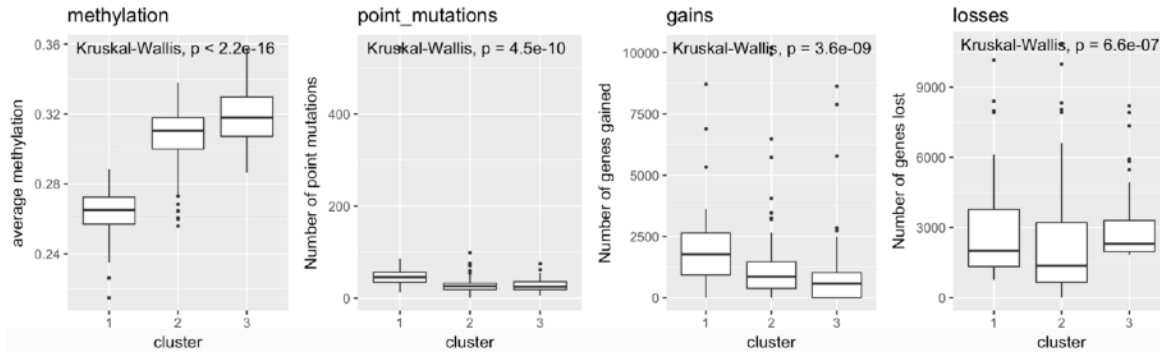 methylation
Kruskal-Wallis, p < 2.2e-16
average methylation
0.36
0.32
0.28
0.24
1 2 3
cluster
point_mutations
Kruskal-Wallis, p = 4.5e-10
Number of point mutations
400
200
0
1 2 3
cluster
gains
Kruskal-Wallis, p = 3.6e-09
Number of genes gained
10000
7500
5000
2500
0
1 2 3
cluster
losses
Kruskal-Wallis, p = 6.6e-07
Number of genes lost
9000
6000
3000
0
1 2 3
cluster